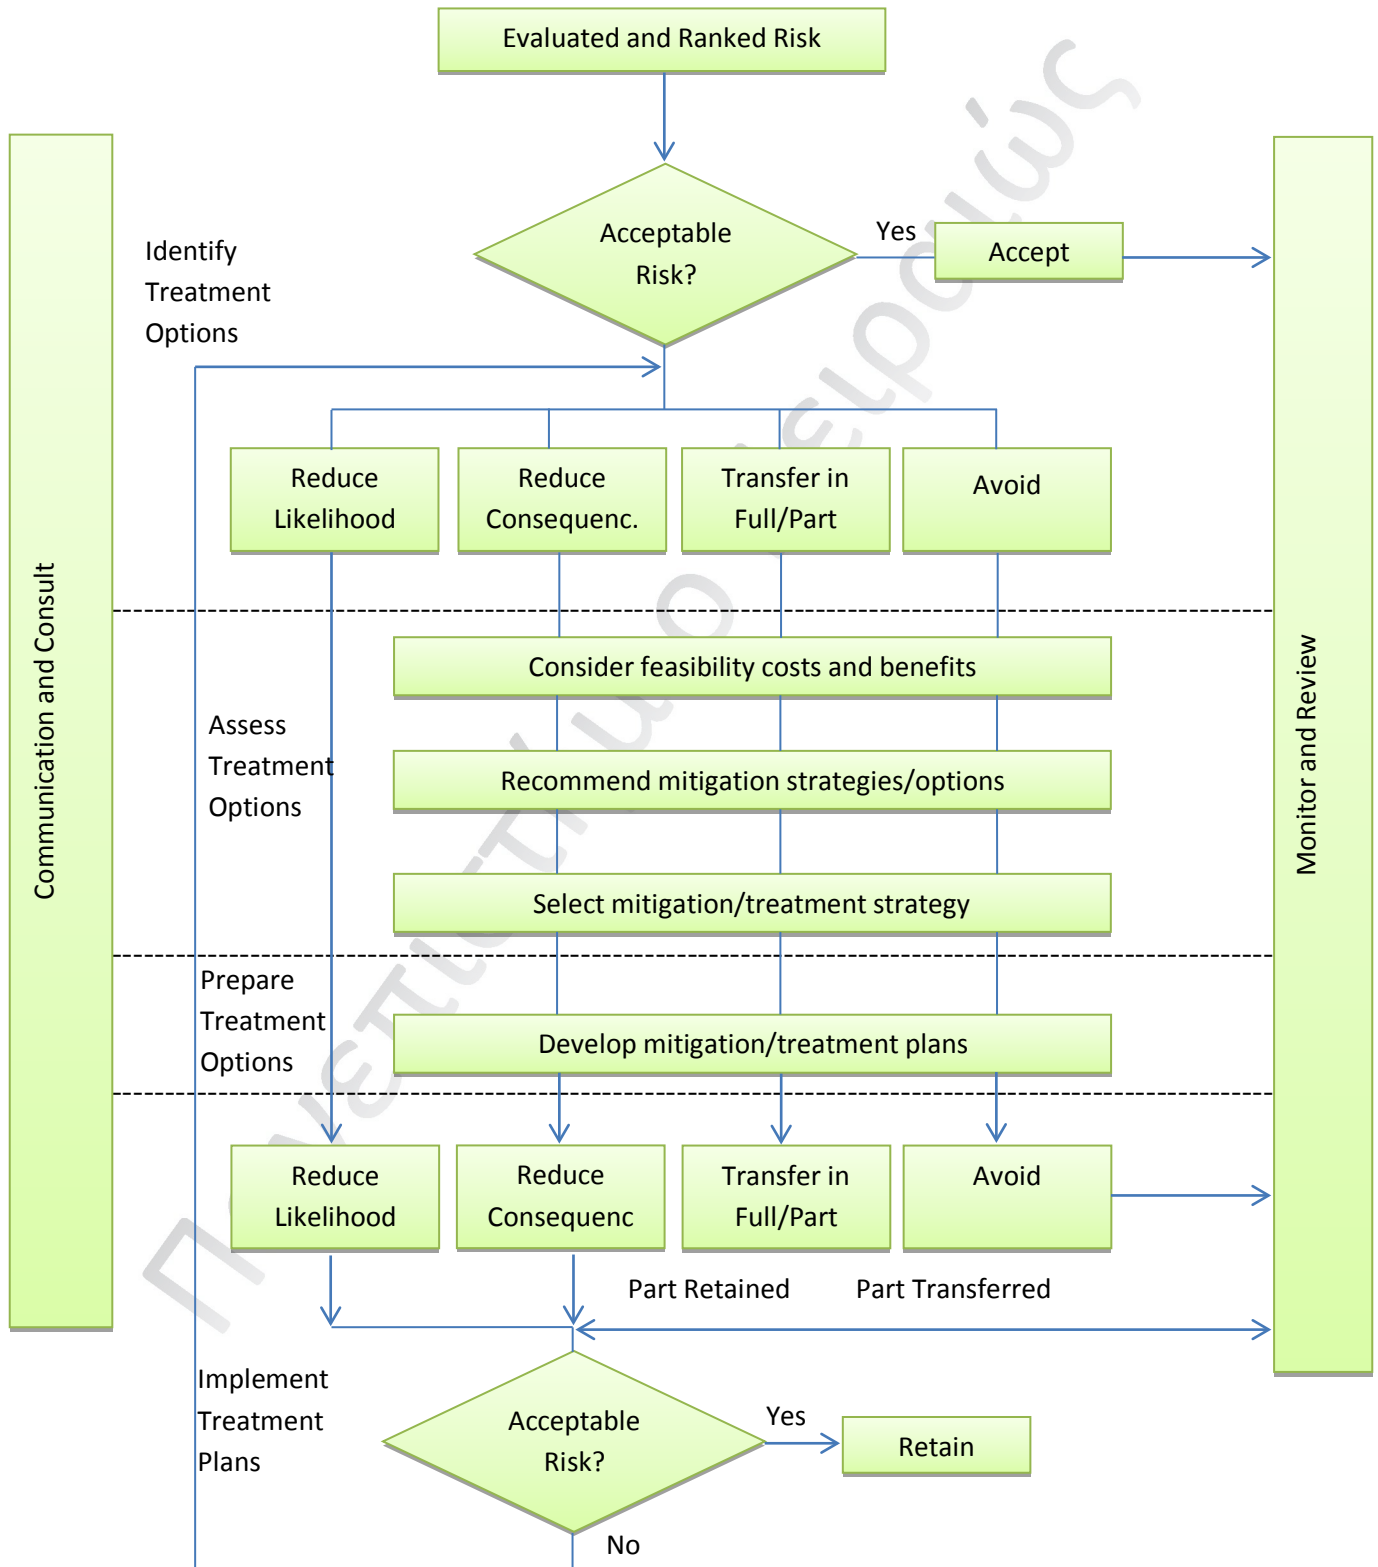 Evaluated and Ranked Risk
Acceptable
Risk?
Yes
Accept
Identify
Treatment
Options
Reduce
Likelihood
Reduce
Consequenc.
Transfer in
Full/Part
Avoid
Communication and Consult
Monitor and Review
Consider feasibility costs and benefits
Assess
Treatment
Options
Recommend mitigation strategies/options
Select mitigation/treatment strategy
Prepare
Treatment
Options
Develop mitigation/treatment plans
Reduce
Likelihood
Reduce
Consequenc
Transfer in
Full/Part
Avoid
Part Retained
Part Transferred
Implement
Treatment
Plans
Acceptable
Risk?
Yes
Retain
No